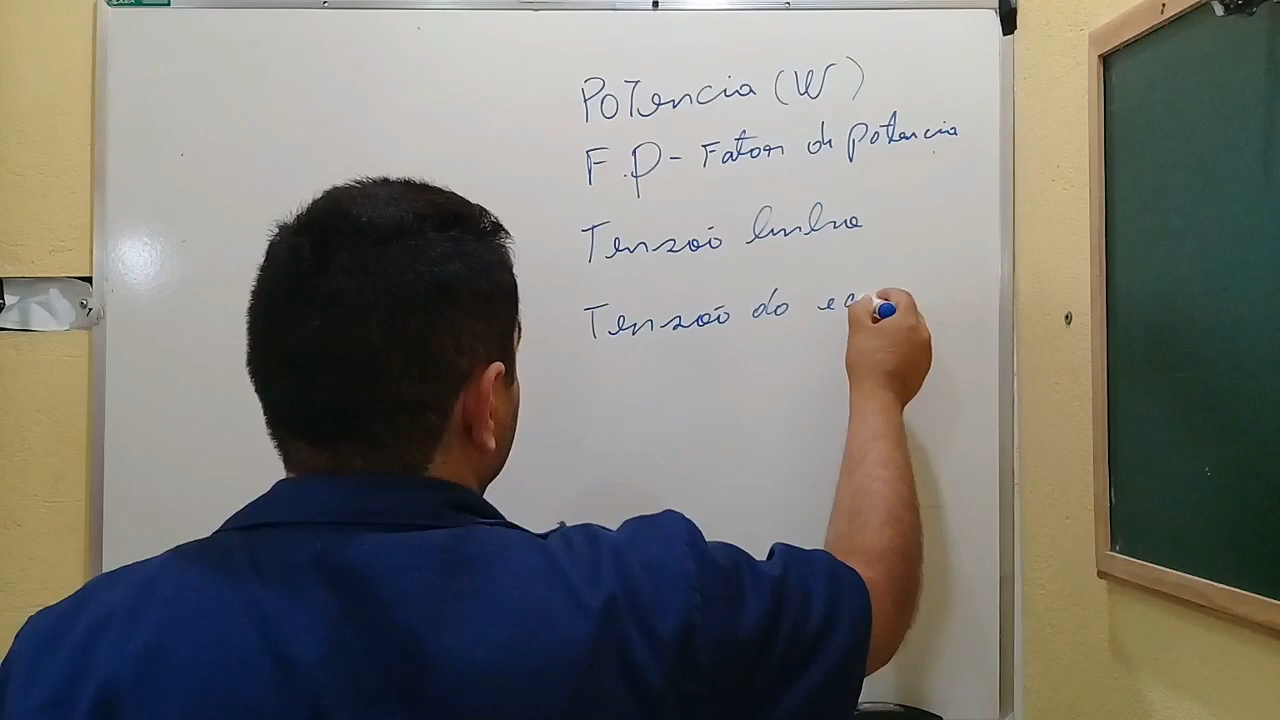 Potencia (W)
F.P - Fator de Potencia
Tensão linha
Tensão do